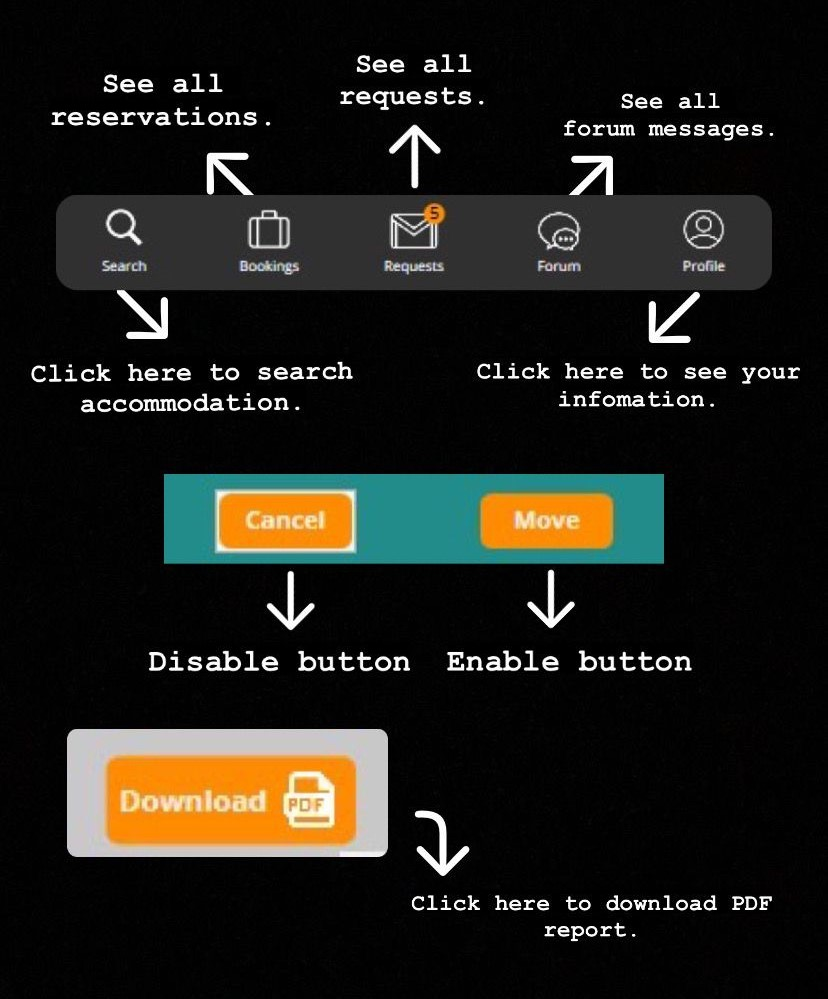 See all
reservations.
See all
requests.
See all
forum messages.
5
Search
Bookings
Requests
Forum
Profile
Click here to search
accommodation.
Click here to see your
infomation.
Cancel
Move
Disable button
Enable button
Download
PDF
Click here to download PDF
report.